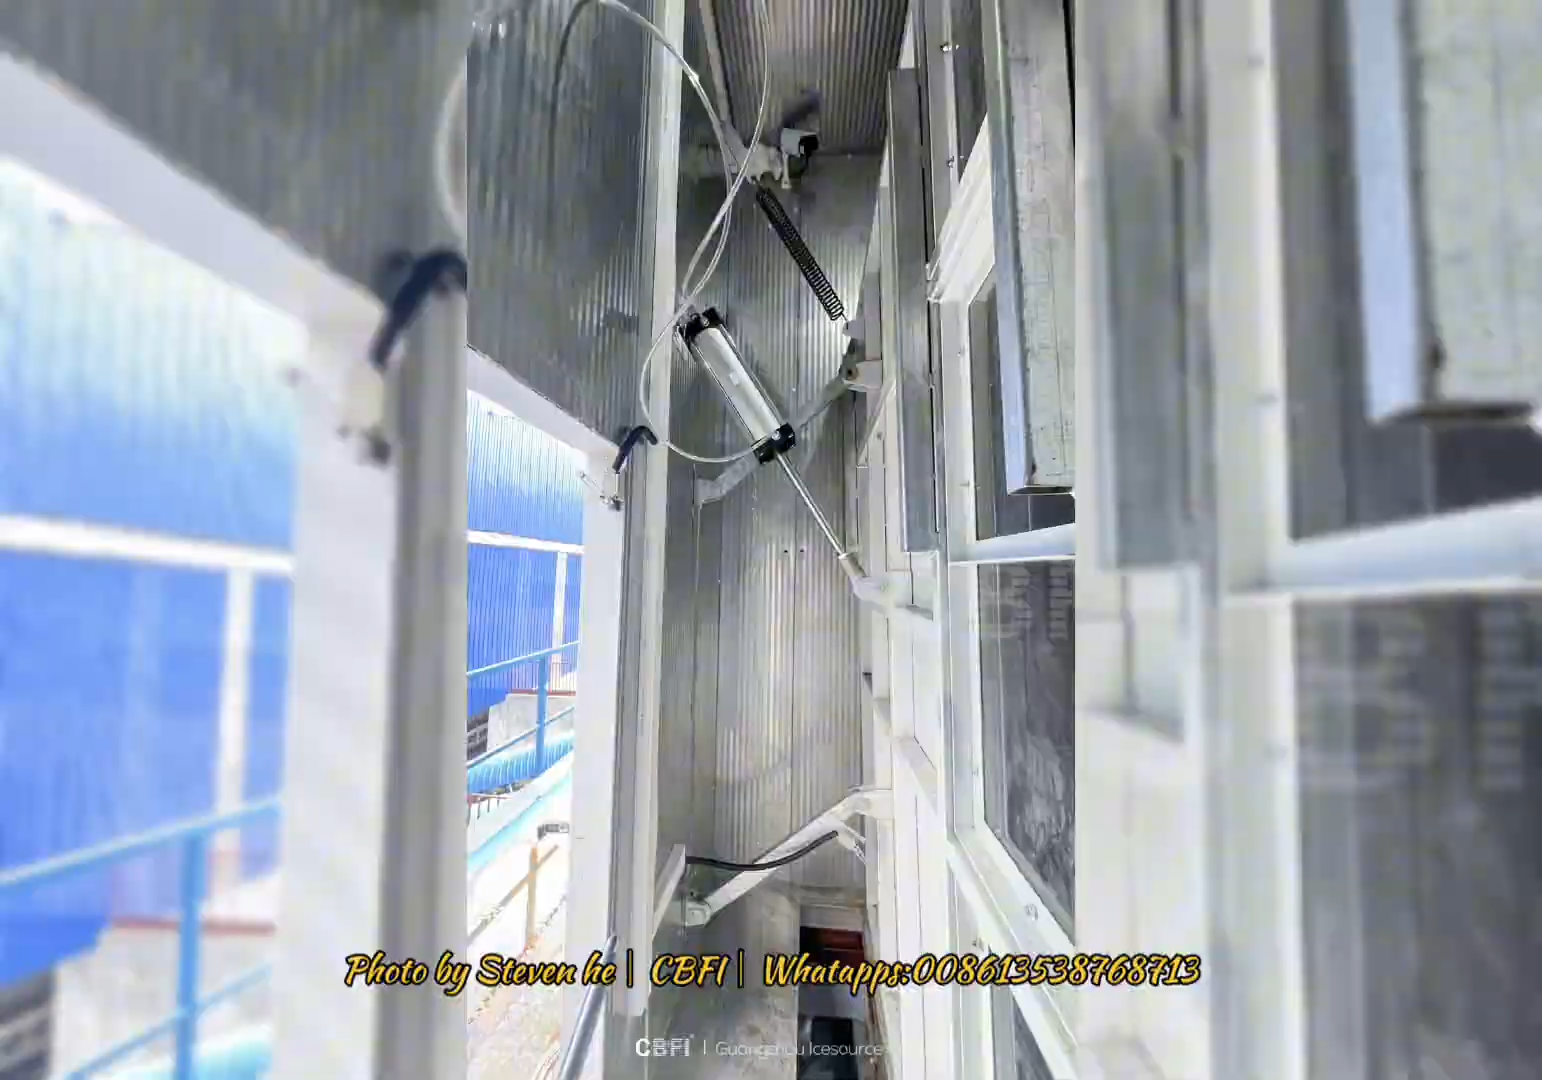 Photo by Steven he | CBFI | Whatapps:008613538768713
CBFI | Guangzhou Icesource